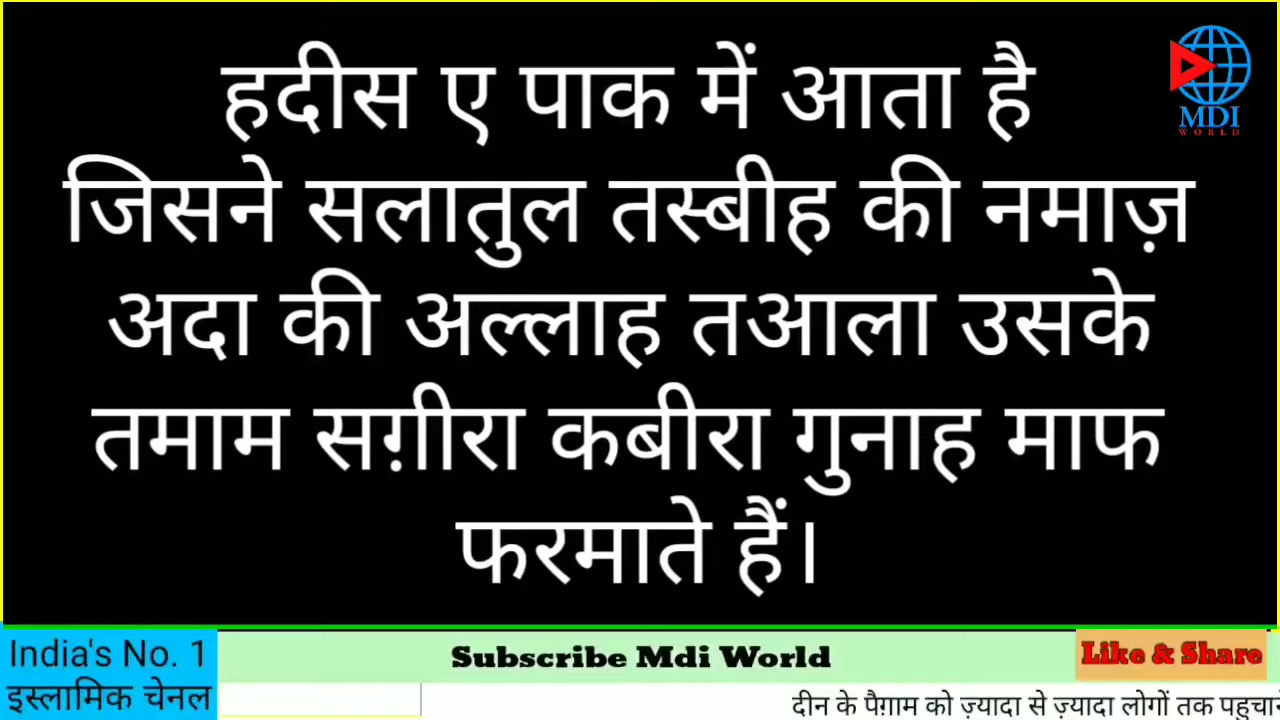 हदीस ए पाक में आता है
जिसने सलातुल तस्बीह की नमाज़
अदा की अल्लाह तआला उसके
तमाम सग़ीरा कबीरा गुनाह माफ
फरमाते हैं।
MDI
WORLD
India's No. 1
इस्लामिक चेनल
Subscribe Mdi World
Like & Share
दीन के पैग़ाम को ज़्यादा से ज़्यादा लोगों तक